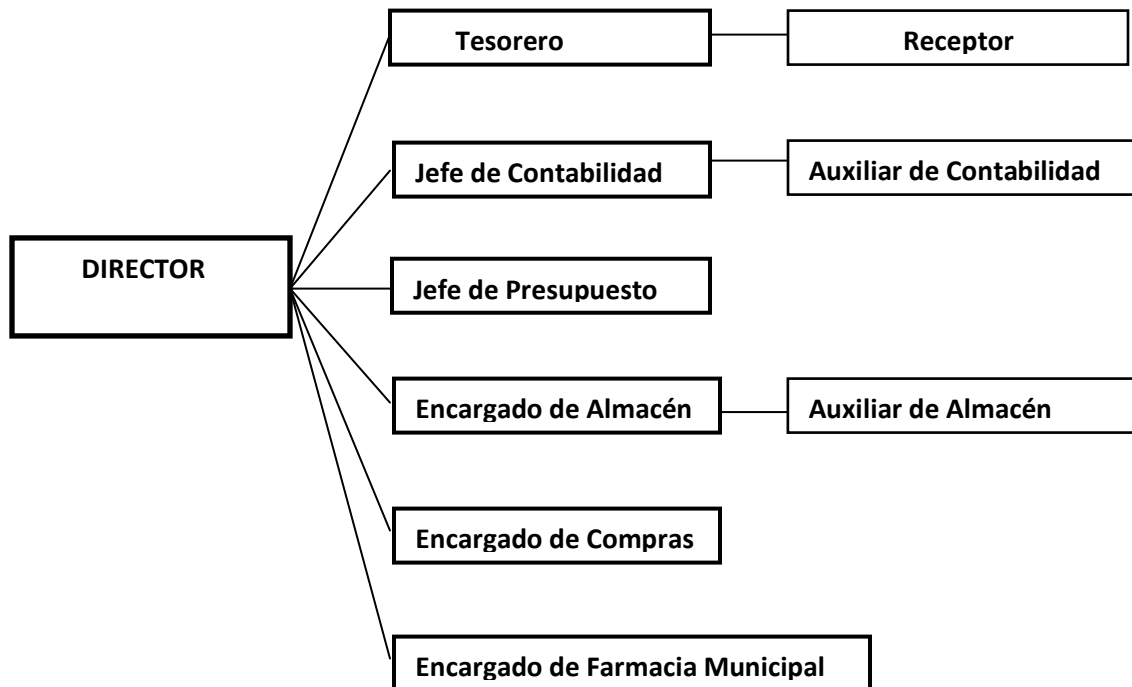 Tesorero
Receptor
Jefe de Contabilidad
Auxiliar de Contabilidad
DIRECTOR
Jefe de Presupuesto
Encargado de Almacén
Auxiliar de Almacén
Encargado de Compras
Encargado de Farmacia Municipal